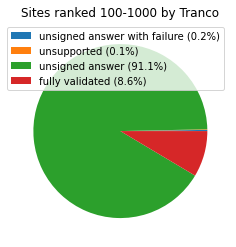 Sites ranked 100-1000 by Tranco
unsigned answer with failure (0.2%)
unsupported (0.1%)
unsigned answer (91.1%)
fully validated (8.6%)